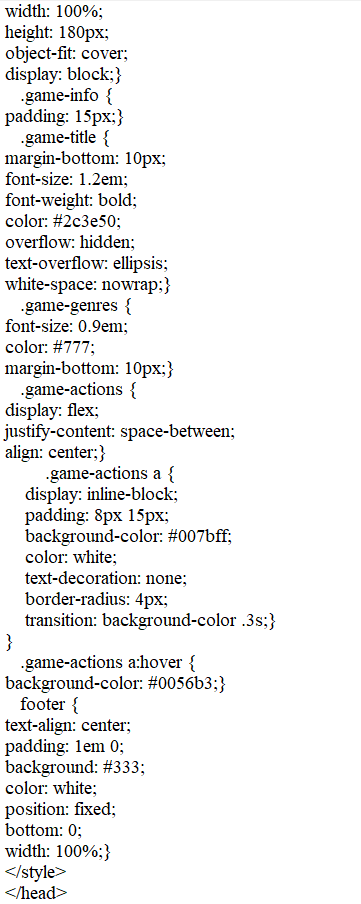 width: 100%;
height: 180px;
object-fit: cover;
display: block;}
.game-info {
padding: 15px;}
.game-title {
margin-bottom: 10px;
font-size: 1.2em;
font-weight: bold;
color: #2c3e50;
overflow: hidden;
text-overflow: ellipsis;
white-space: nowrap;}
.game-genres {
font-size: 0.9em;
color: #777;
margin-bottom: 10px;}
.game-actions {
display: flex;
justify-content: space-between;
align: center;}
.game-actions a {
display: inline-block;
padding: 8px 15px;
background-color: #007bff;
color: white;
text-decoration: none;
border-radius: 4px;
transition: background-color .3s;}
}
.game-actions a:hover {
background-color: #0056b3;}
footer {
text-align: center;
padding: 1em 0;
background: #333;
color: white;
position: fixed;
bottom: 0;
width: 100%;}
</style>
</head>